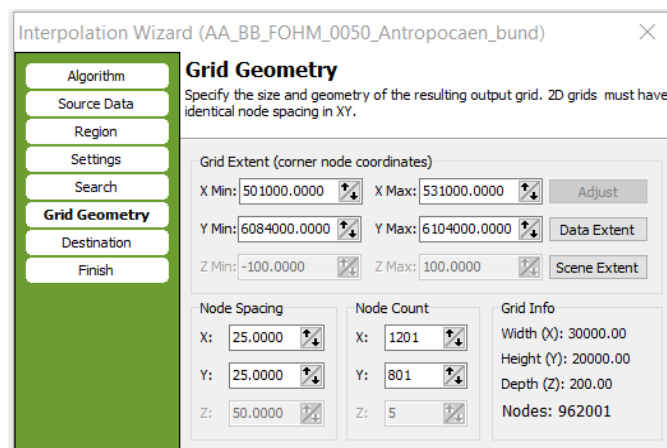 Interpolation Wizard (AA_BB_FOHM_0050_Antropocaen_bund)
Algorithm
Source Data
Region
Settings
Search
Grid Geometry
Destination
Finish
Grid Geometry
Specify the size and geometry of the resulting output grid. 2D grids must have
identical node spacing in XY.
Grid Extent (corner node coordinates)
X Min: 501000.0000 X Max: 531000.0000 Adjust
Y Min: 6084000.0000 Y Max: 6104000.0000 Data Extent
Z Min: -100.0000 Z Max: 100.0000 Scene Extent
Node Spacing
X: 25.0000
Y: 25.0000
Z: 50.0000
Node Count
X: 1201
Y: 801
Z: 5
Grid Info
Width (X): 30000.00
Height (Y): 20000.00
Depth (Z): 200.00
Nodes: 962001